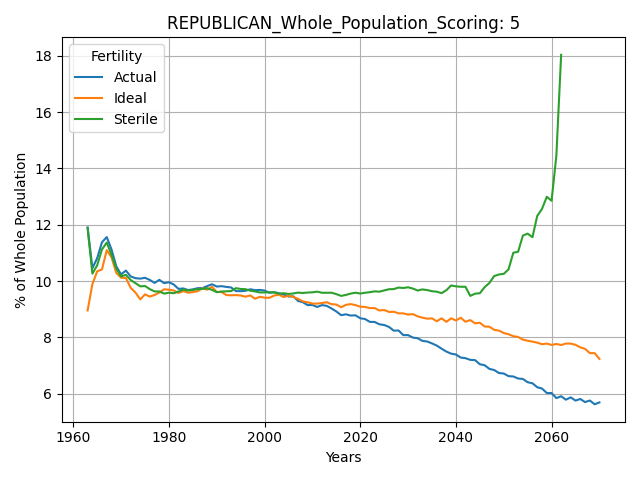 REPUBLICAN_Whole_Population_Scoring: 5
Fertility
Actual
Ideal
Sterile
% of Whole Population
18
16
14
12
10
8
6
1960
1980
2000
2020
2040
2060
Years